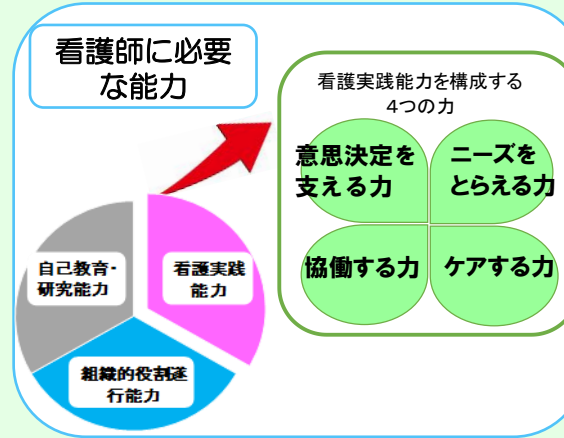 看護師に必要
な能力
看護実践能力を構成する
4つの力
意思決定を
支える力
ニーズを
とらえる力
協働する力
ケアする力
自己教育・
研究能力
看護実践
能力
組織的役割遂
行能力